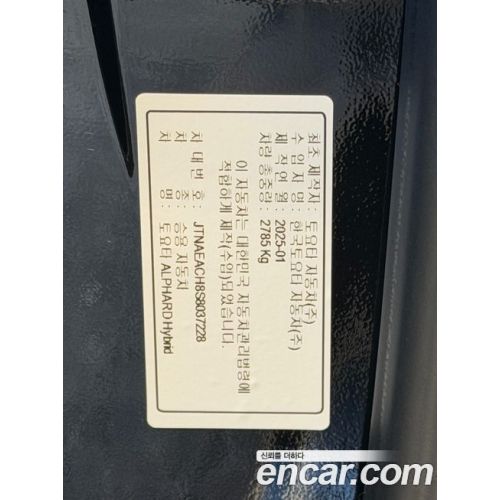 최초 제작자: 토요타 자동차(주)
수 입 자 명: 한국토요타 자동차(주)
제 작 연 월: 2025-01
차량 총중량: 2785 Kg
이 자동차는 대한민국 자동차관리법령에
적합하게 제작(수입)되었습니다.
차 대 번 호: JTNAEACH8S8037228
차 종: 승용 자동차
차 명: 토요타 ALPHARD Hybrid
신뢰를 더하다
encar.com